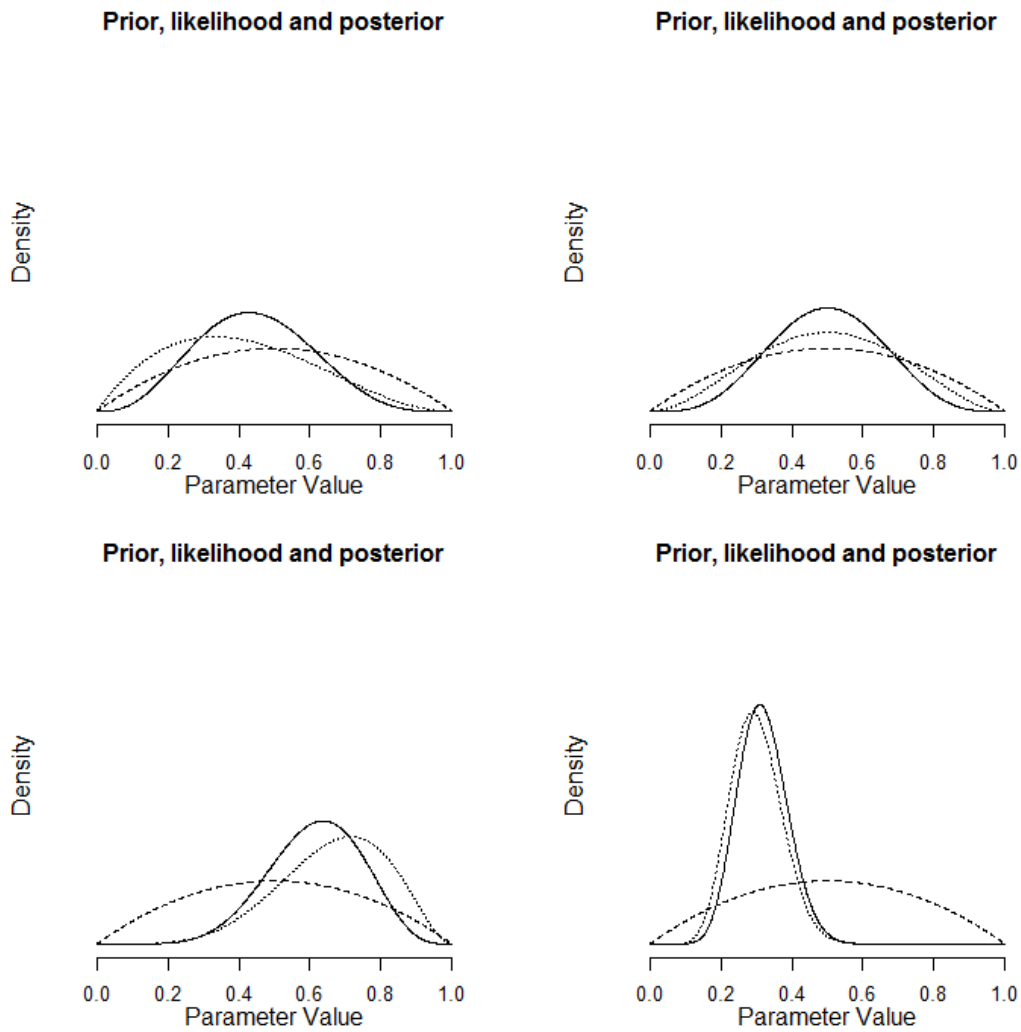 Prior, likelihood and posterior
Density
0.0 0.2 0.4 0.6 0.8 1.0
Parameter Value
Prior, likelihood and posterior
Density
0.0 0.2 0.4 0.6 0.8 1.0
Parameter Value
Prior, likelihood and posterior
Density
0.0 0.2 0.4 0.6 0.8 1.0
Parameter Value
Prior, likelihood and posterior
Density
0.0 0.2 0.4 0.6 0.8 1.0
Parameter Value